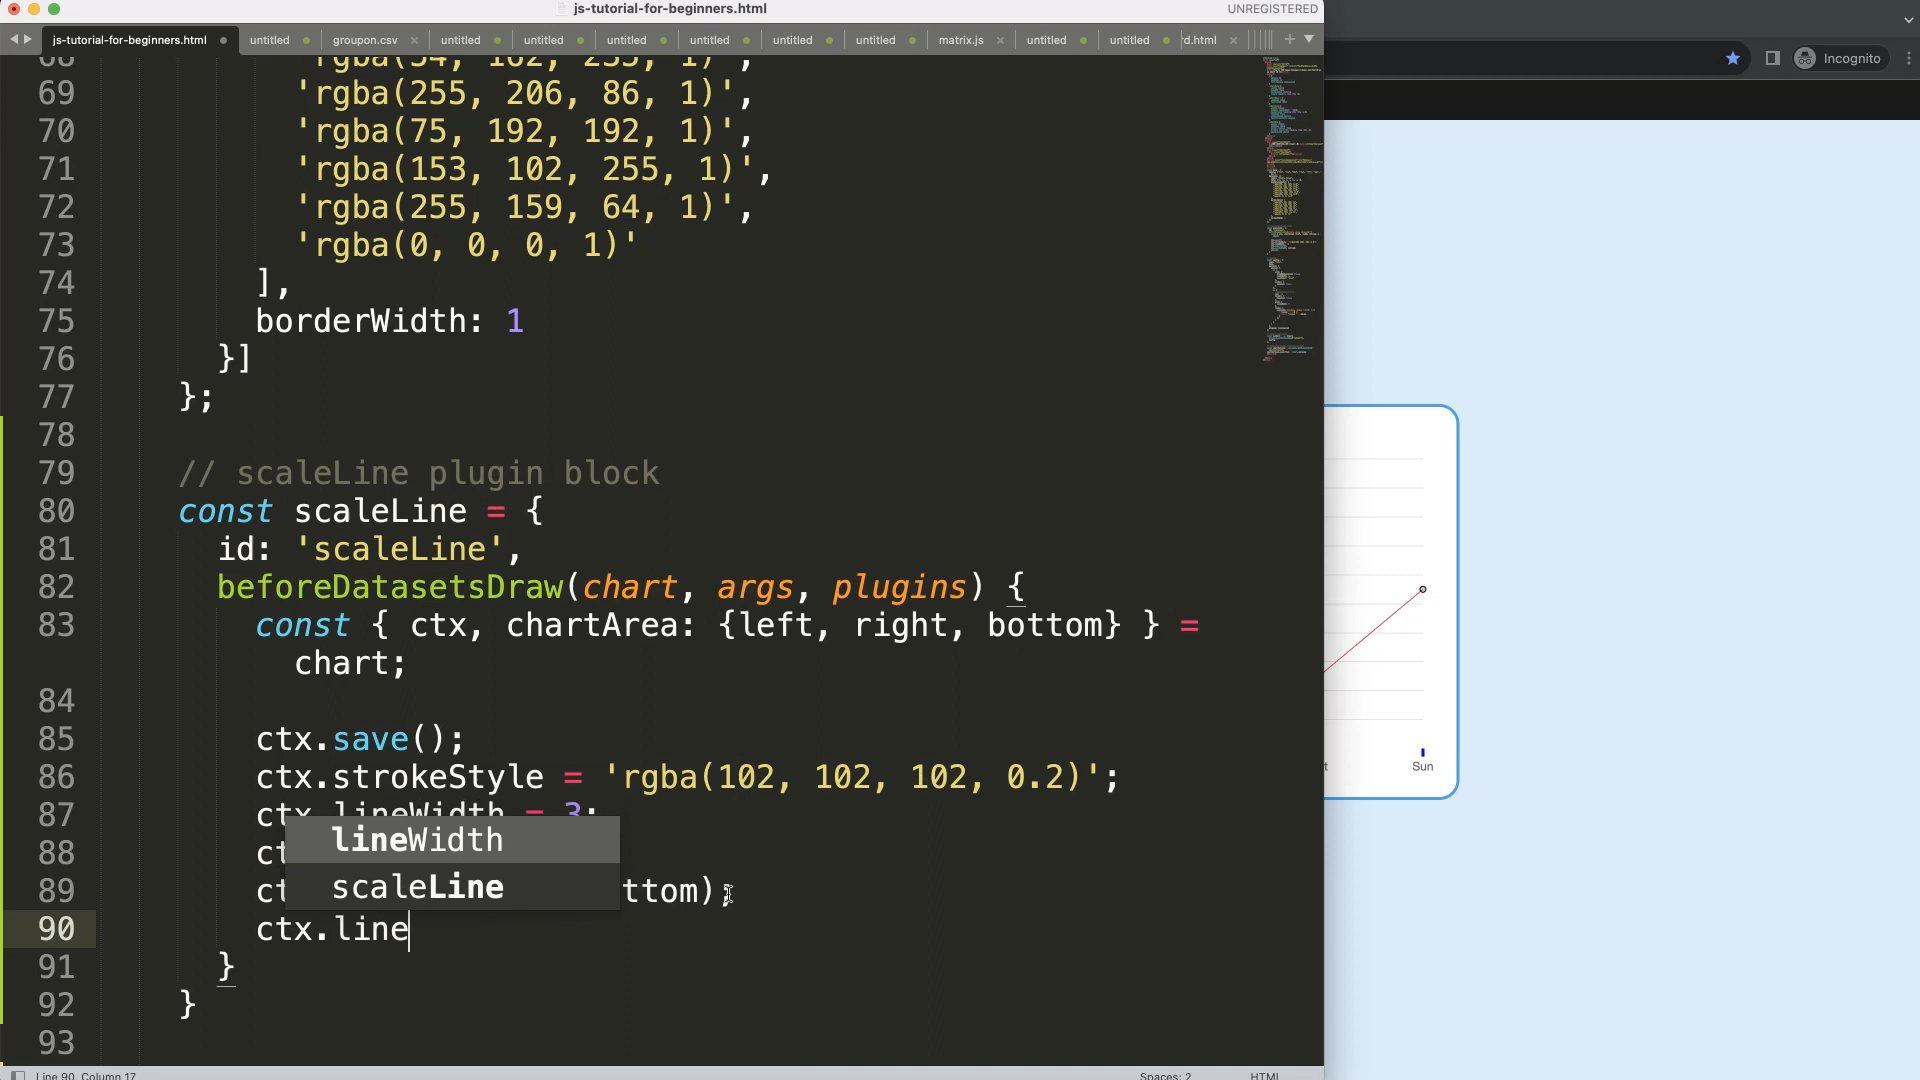 js-tutorial-for-beginners.html
UNREGISTERED
js-tutorial-for-beginners.html untitled groupon.csv untitled untitled untitled untitled untitled untitled matrix.js untitled untitled d.html
Incognito
69 'rgba(255, 206, 86, 1)',
70 'rgba(75, 192, 192, 1)',
71 'rgba(153, 102, 255, 1)',
72 'rgba(255, 159, 64, 1)',
73 'rgba(0, 0, 0, 1)'
74 ],
75 borderWidth: 1
76 }]
77 };
78
79 // scaleLine plugin block
80 const scaleLine = {
81 id: 'scaleLine',
82 beforeDatasetsDraw(chart, args, plugins) {
83 const { ctx, chartArea: {left, right, bottom} } =
chart;
84
85 ctx.save();
86 ctx.strokeStyle = 'rgba(102, 102, 102, 0.2)';
87 ctx.lineWidth = 3;
lineWidth
88
scaleLine
89 ttom);
90 ctx.line
91 }
92 }
93
Sun
Line 90, Column 17
Spaces: 2
HTML